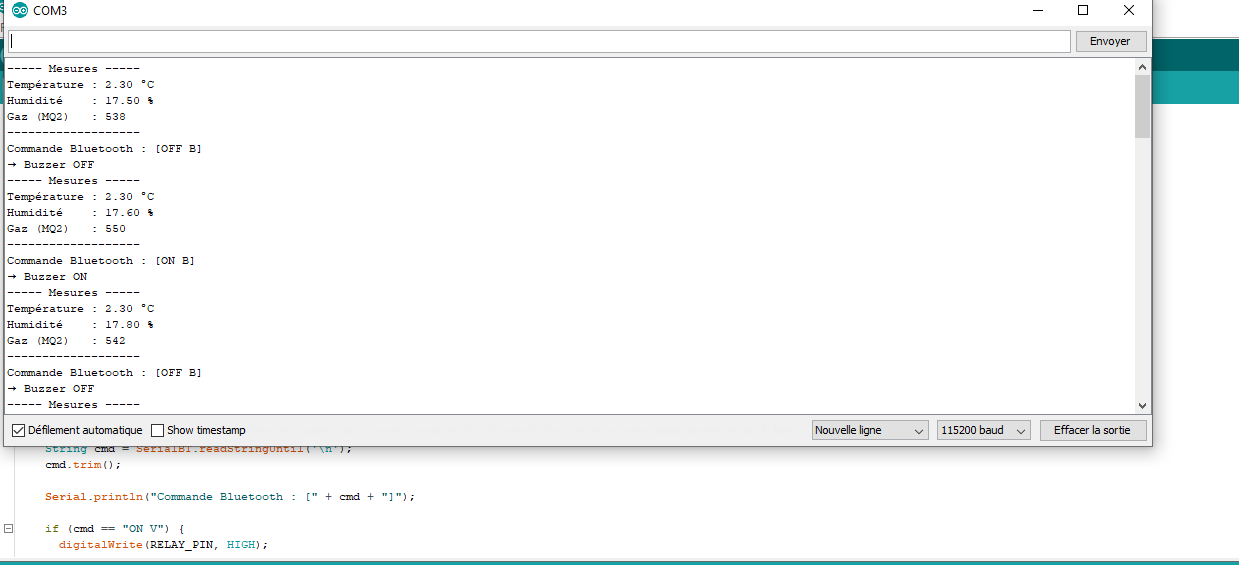 COM3
Envoyer
----- Mesures -----
Température : 2.30 °C
Humidité    : 17.50 %
Gaz (MQ2)   : 538
-------------------
Commande Bluetooth : [OFF B]
→ Buzzer OFF
----- Mesures -----
Température : 2.30 °C
Humidité    : 17.60 %
Gaz (MQ2)   : 550
-------------------
Commande Bluetooth : [ON B]
→ Buzzer ON
----- Mesures -----
Température : 2.30 °C
Humidité    : 17.80 %
Gaz (MQ2)   : 542
-------------------
Commande Bluetooth : [OFF B]
→ Buzzer OFF
----- Mesures -----
Défilement automatique Show timestamp Nouvelle ligne 115200 baud Effacer la sortie
String cmd = SerialBT.readStringUntil('\n');
cmd.trim();
Serial.println("Commande Bluetooth : [" + cmd + "]");
if (cmd == "ON V") {
digitalWrite(RELAY_PIN, HIGH);